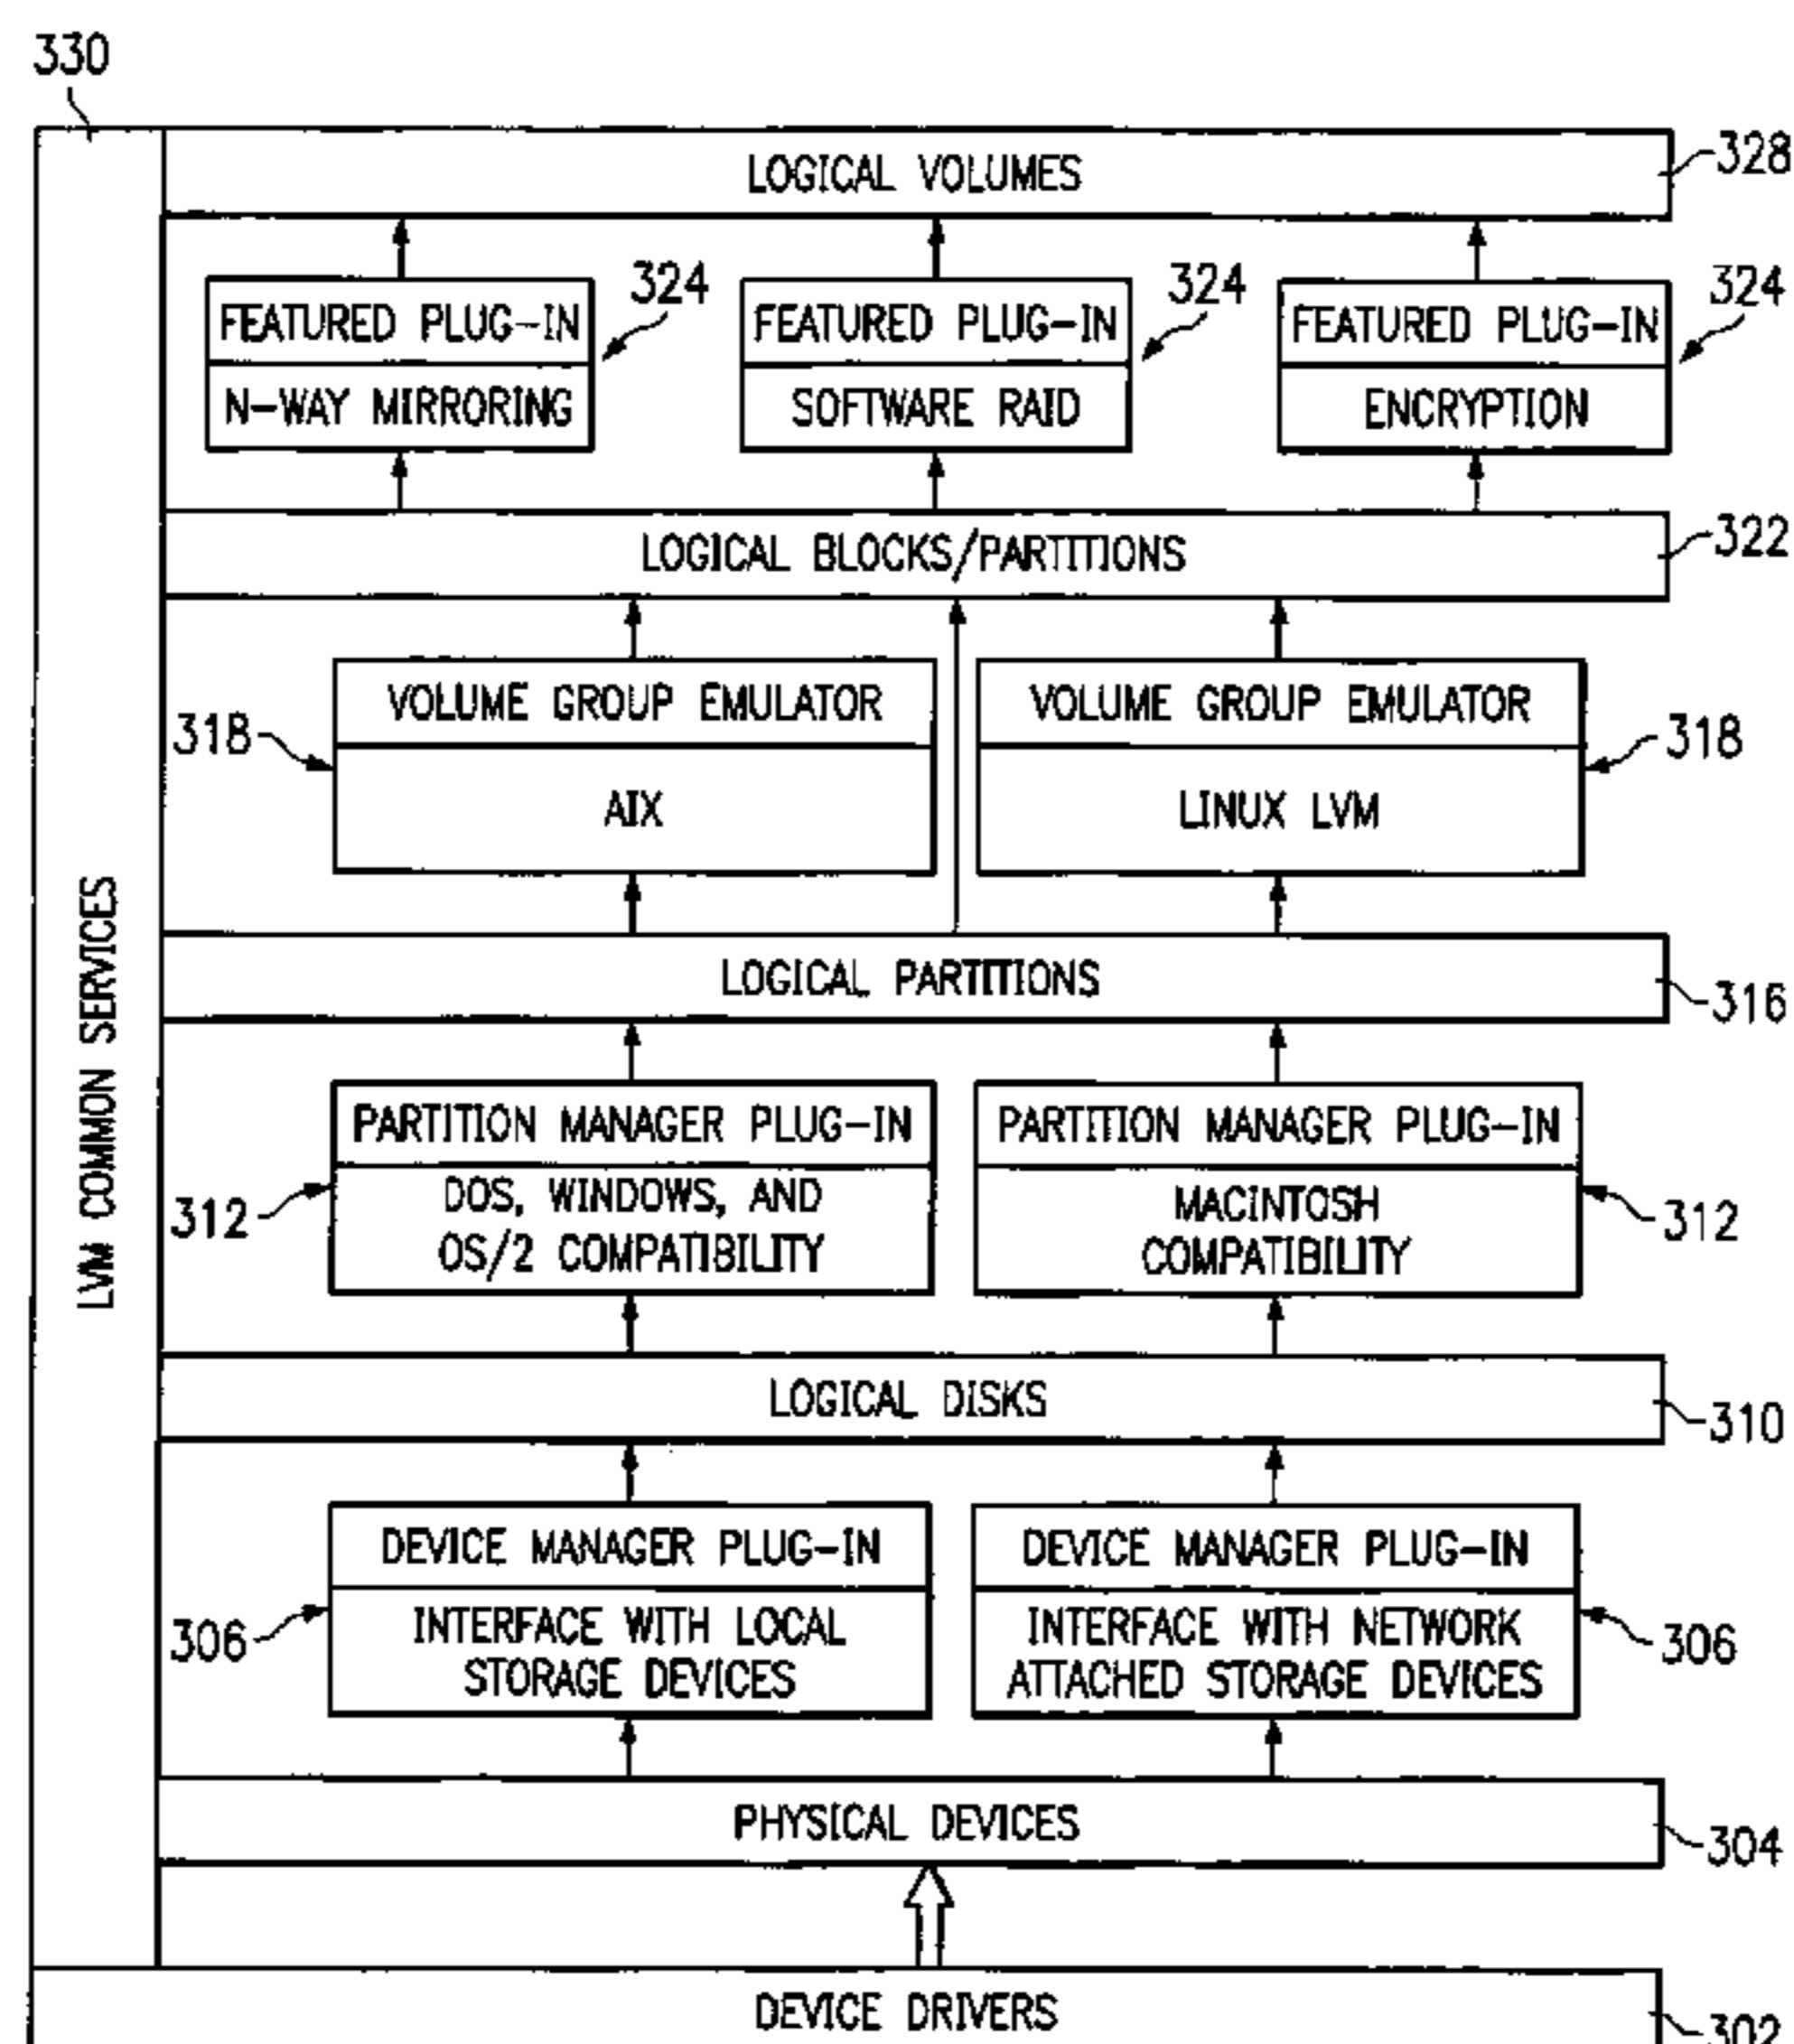 330
LOGICAL VOLUMES
328
324
324
324
FEATURED PLUG-IN
N-WAY MIRRORING
FEATURED PLUG-IN
SOFTWARE RAID
FEATURED PLUG-IN
ENCRYPTION
LOGICAL BLOCKS/PARTITIONS
322
VOLUME GROUP EMULATOR
AIX
318
VOLUME GROUP EMULATOR
LINUX LVM
318
LVM COMMON SERVICES
LOGICAL PARTITIONS
316
PARTITION MANAGER PLUG-IN
DOS, WINDOWS, AND
OS/2 COMPATIBILITY
312
PARTITION MANAGER PLUG-IN
MACINTOSH
COMPATIBILITY
312
LOGICAL DISKS
310
DEVICE MANAGER PLUG-IN
INTERFACE WITH LOCAL
STORAGE DEVICES
306
DEVICE MANAGER PLUG-IN
INTERFACE WITH NETWORK
ATTACHED STORAGE DEVICES
306
PHYSICAL DEVICES
304
DEVICE DRIVERS
302